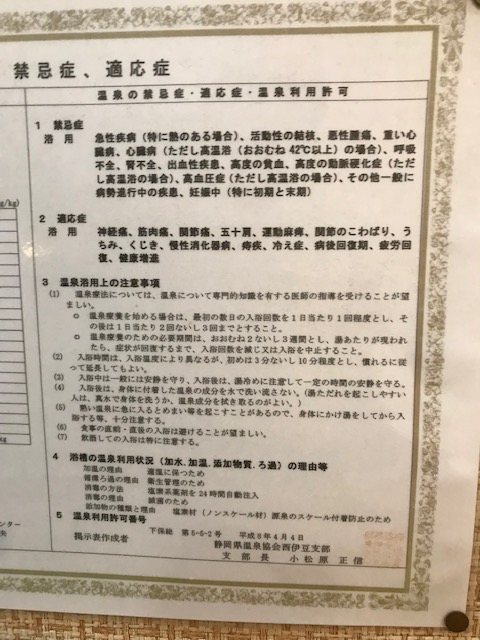 禁忌症、適応症
温泉の禁忌症・適応症・温泉利用許可
1 禁忌症
浴用 急性疾病(特に熱のある場合)、活動性の結核、悪性腫瘍、重い心
臓病、心臓病(ただし高温浴(おおむね42℃以上)の場合)、呼吸
不全、腎不全、出血性疾患、高度の貧血、高度の動脈硬化症(ただ
し高温浴の場合)、高血圧症(ただし高温浴の場合)、その他一般に
病勢進行中の疾患、妊娠中(特に初期と末期)
g/kg)
2 適応症
浴用 神経痛、筋肉痛、関節痛、五十肩、運動麻痺、関節のこわばり、う
ちみ、くじき、慢性消化器病、痔疾、冷え症、病後回復期、疲労回
復、健康増進
3 温泉浴用上の注意事項
(1) 温泉療法については、温泉について専門的知識を有する医師の指導を受けることが望
ましい。
o 温泉療養を始める場合は、最初の数日の入浴回数を1日当たり1回程度とし、そ
の後は1日当たり2回ないし3回までとすること。
o 温泉療養のための必要期間は、おおむね2ないし3週間とし、湯あたりが現われ
たら、症状が回復するまで、入浴回数を減じ又は入浴を中止すること。
(2) 入浴時間は、入浴温度により異なるが、初めは3分ないし10分程度とし、慣れるに従
って延長してもよい。
(3) 入浴中は一般には安静を守り、入浴後は、湯冷めに注意して一定の時間の安静を守る。
(4) 入浴後は、身体に付着した温泉の成分を水で洗い流さない。(湯ただれを起こしやすい
人は、真水で身体を洗うか、温泉成分を拭き取るのがよい。)
(5) 熱い温泉に急に入るとめまい等を起こすことがあるので、身体にかけ湯をしてから入
浴する等、十分注意する。
(6) 食事の直前・直後の入浴は避けることが望ましい。
(7) 飲酒しての入浴は特に注意する。
g/kg)
4 浴槽の温泉利用状況(加水、加温、添加物質、ろ過)の理由等
加温の理由 適温に保つため
循環ろ過の理由 衛生管理のため
消毒の方法 塩素系薬剤を24時間自動注入
消毒の理由 滅菌のため
添加物の種類と理由 塩素材(ノンスケール材)源泉のスケール付着防止のため
5 温泉利用許可番号
下保総 第5-5-2号 平成8年4月4日
掲示表作成者 静岡県温泉協会西伊豆支部
支部長 小松原正信
ンター
夫